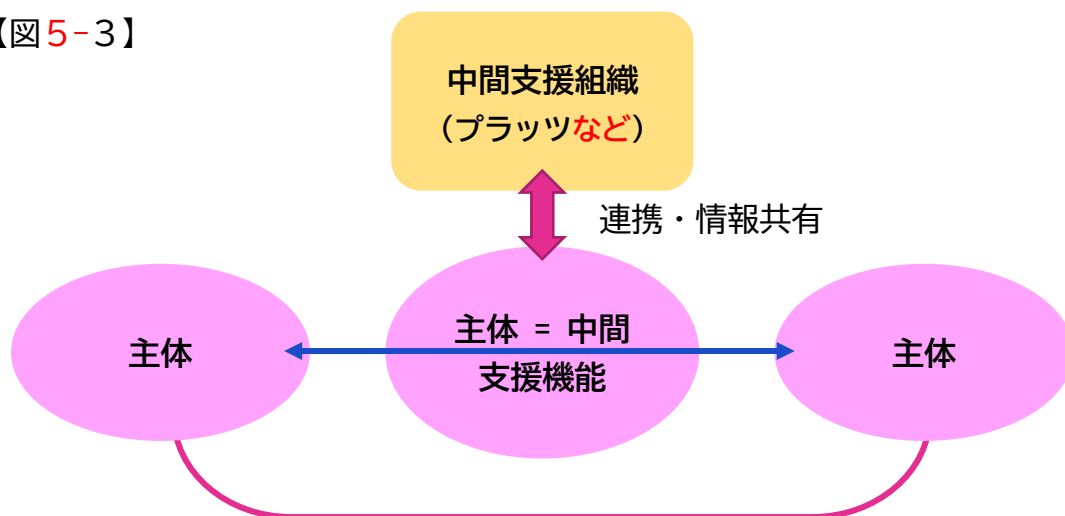 【図5-3】
中間支援組織
(プラッツなど)
連携・情報共有
主体
主体 = 中間
支援機能
主体